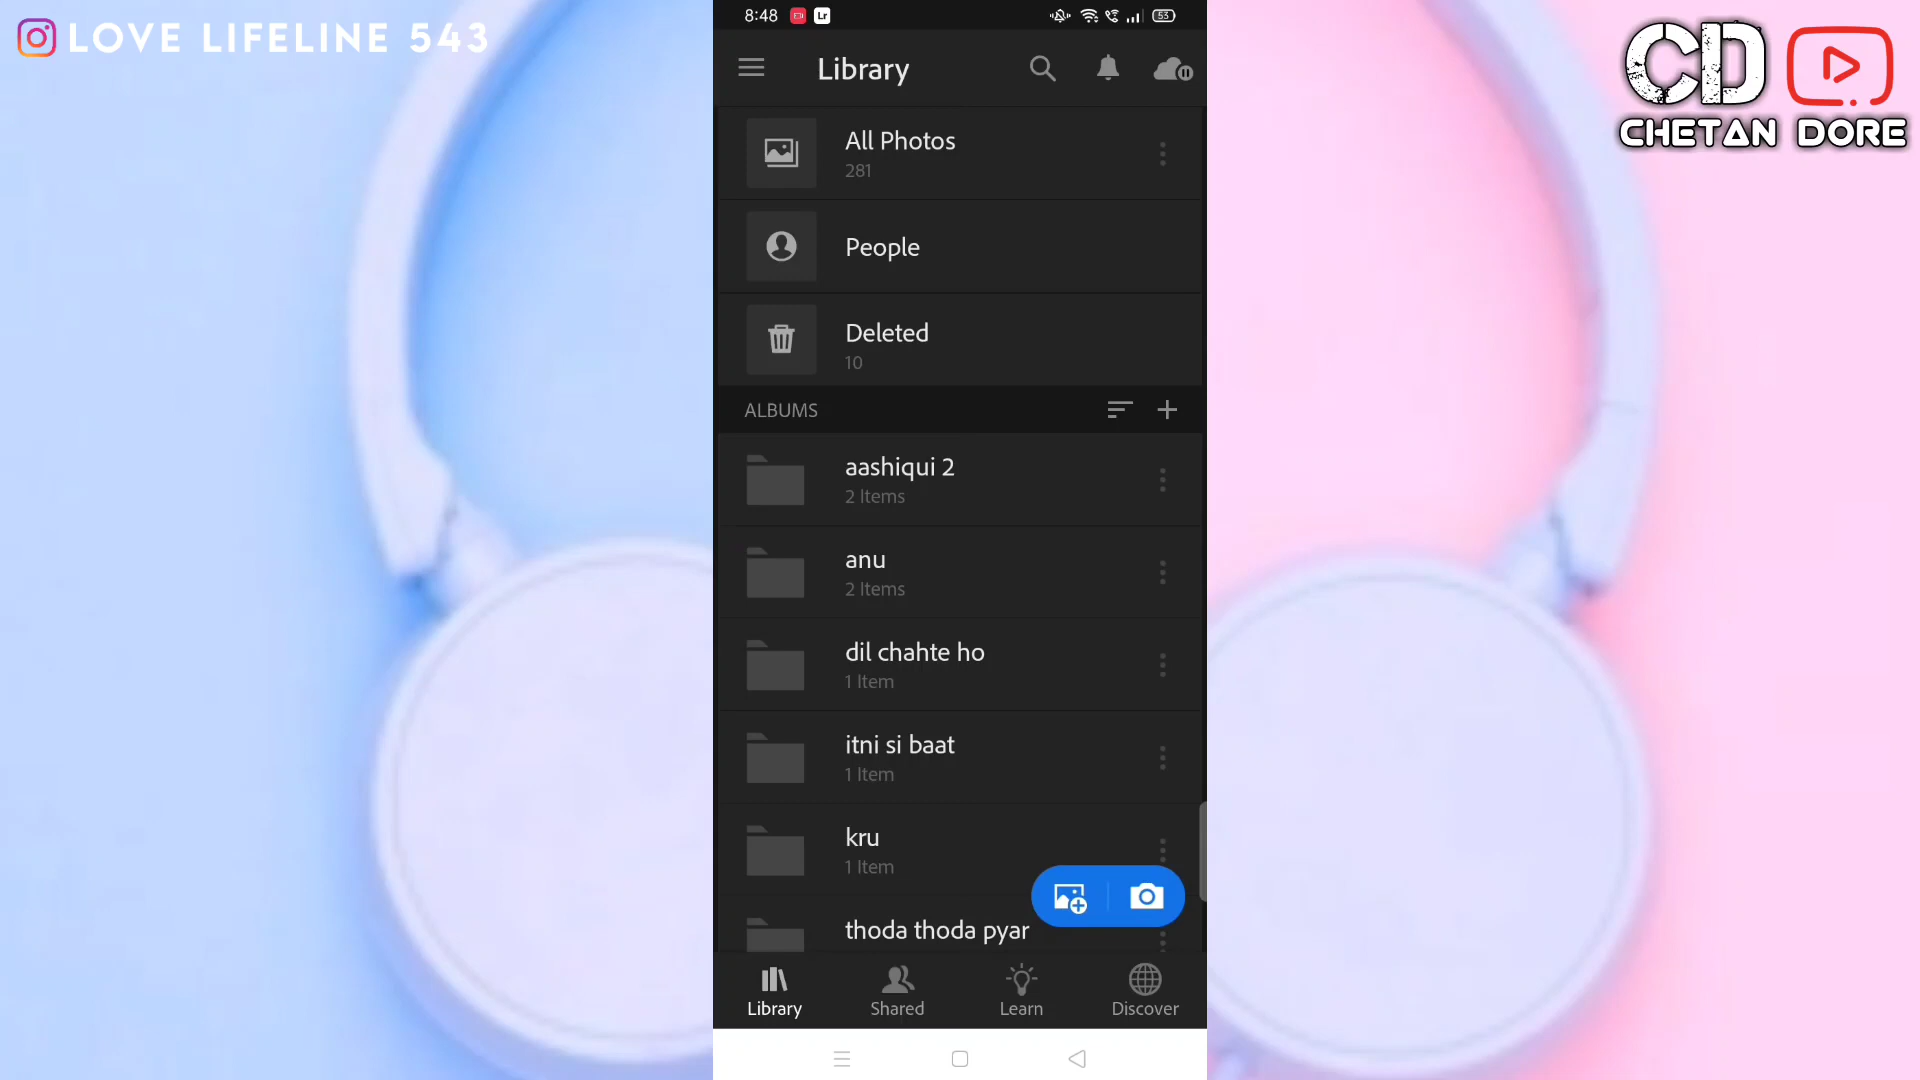 LOVE LIFELINE 543
CD
CHETAN DORE
8:48
Lr
53
Library
All Photos
281
People
Deleted
10
ALBUMS
aashiqui 2
2 Items
anu
2 Items
dil chahte ho
1 Item
itni si baat
1 Item
kru
1 Item
thoda thoda pyar
Library
Shared
Learn
Discover